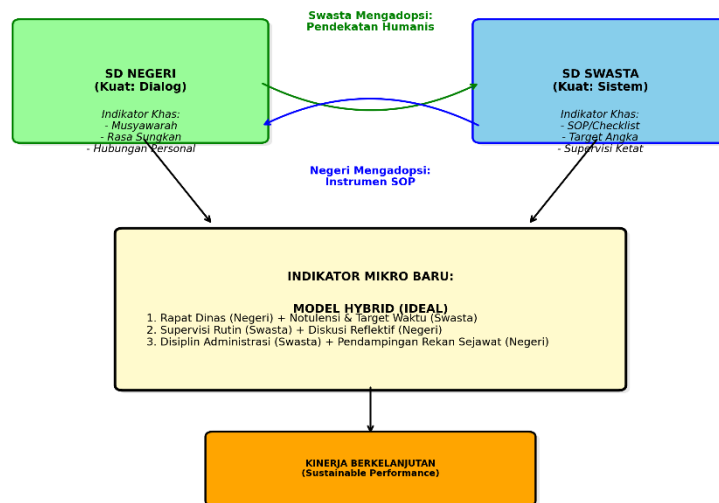 Swasta Mengadopsi:
Pendekatan Humanis
SD NEGERI
(Kuat: Dialog)
Indikator Khas:
- Musyawarah
- Rasa Sungkan
- Hubungan Personal
SD SWASTA
(Kuat: Sistem)
Indikator Khas:
- SOP/Checklist
- Target Angka
- Supervisi Ketat
Negeri Mengadopsi:
Instrumen SOP
INDIKATOR MIKRO BARU:
MODEL HYBRID (IDEAL)
1. Rapat Dinas (Negeri) + Notulensi & Target Waktu (Swasta)
2. Supervisi Rutin (Swasta) + Diskusi Reflektif (Negeri)
3. Disiplin Administrasi (Swasta) + Pendampingan Rekan Sejawat (Negeri)
KINERJA BERKELANJUTAN
(Sustainable Performance)